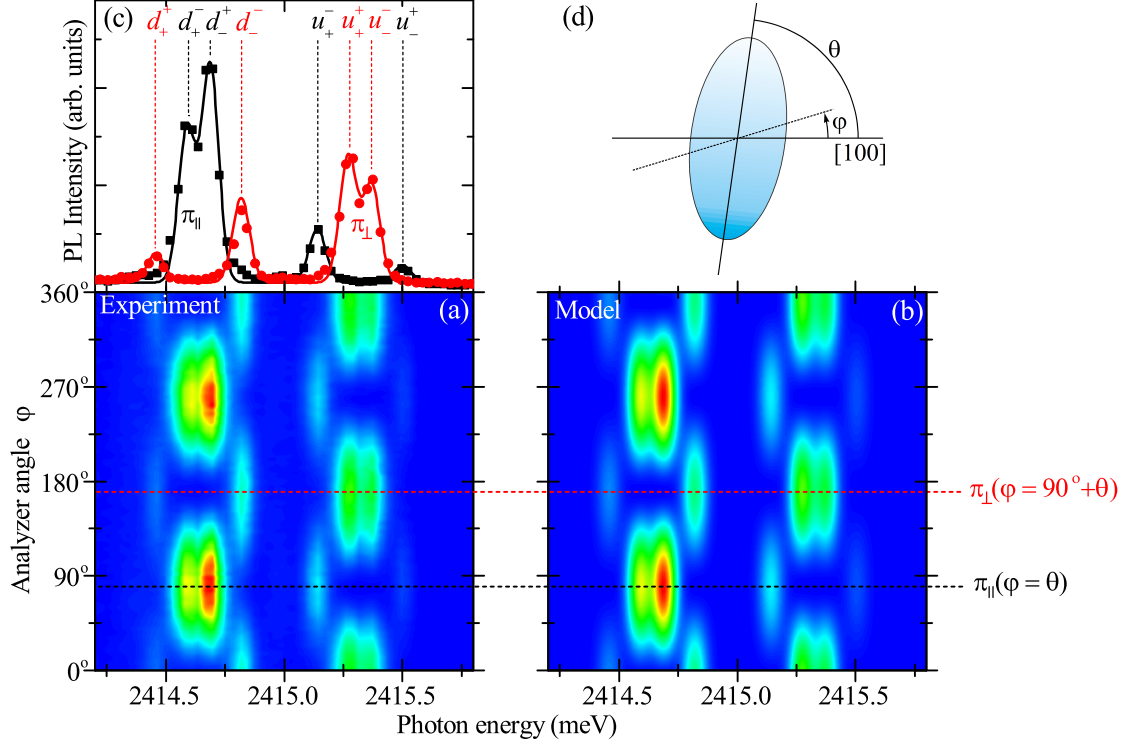 (c)
d₊⁺ d₊⁻ d₋⁺ d₋⁻ u₊⁻ u₊⁺ u₋⁻ u₋⁺
PL Intensity (arb. units)
π∥
π⊥
(d)
θ
φ
[100]
Experiment
(a)
Model
(b)
360°
270°
180°
90°
0°
Analyzer angle φ
π⊥(φ = 90° + θ)
π∥(φ = θ)
2414.5 2415.0 2415.5
2414.5 2415.0 2415.5
Photon energy (meV)